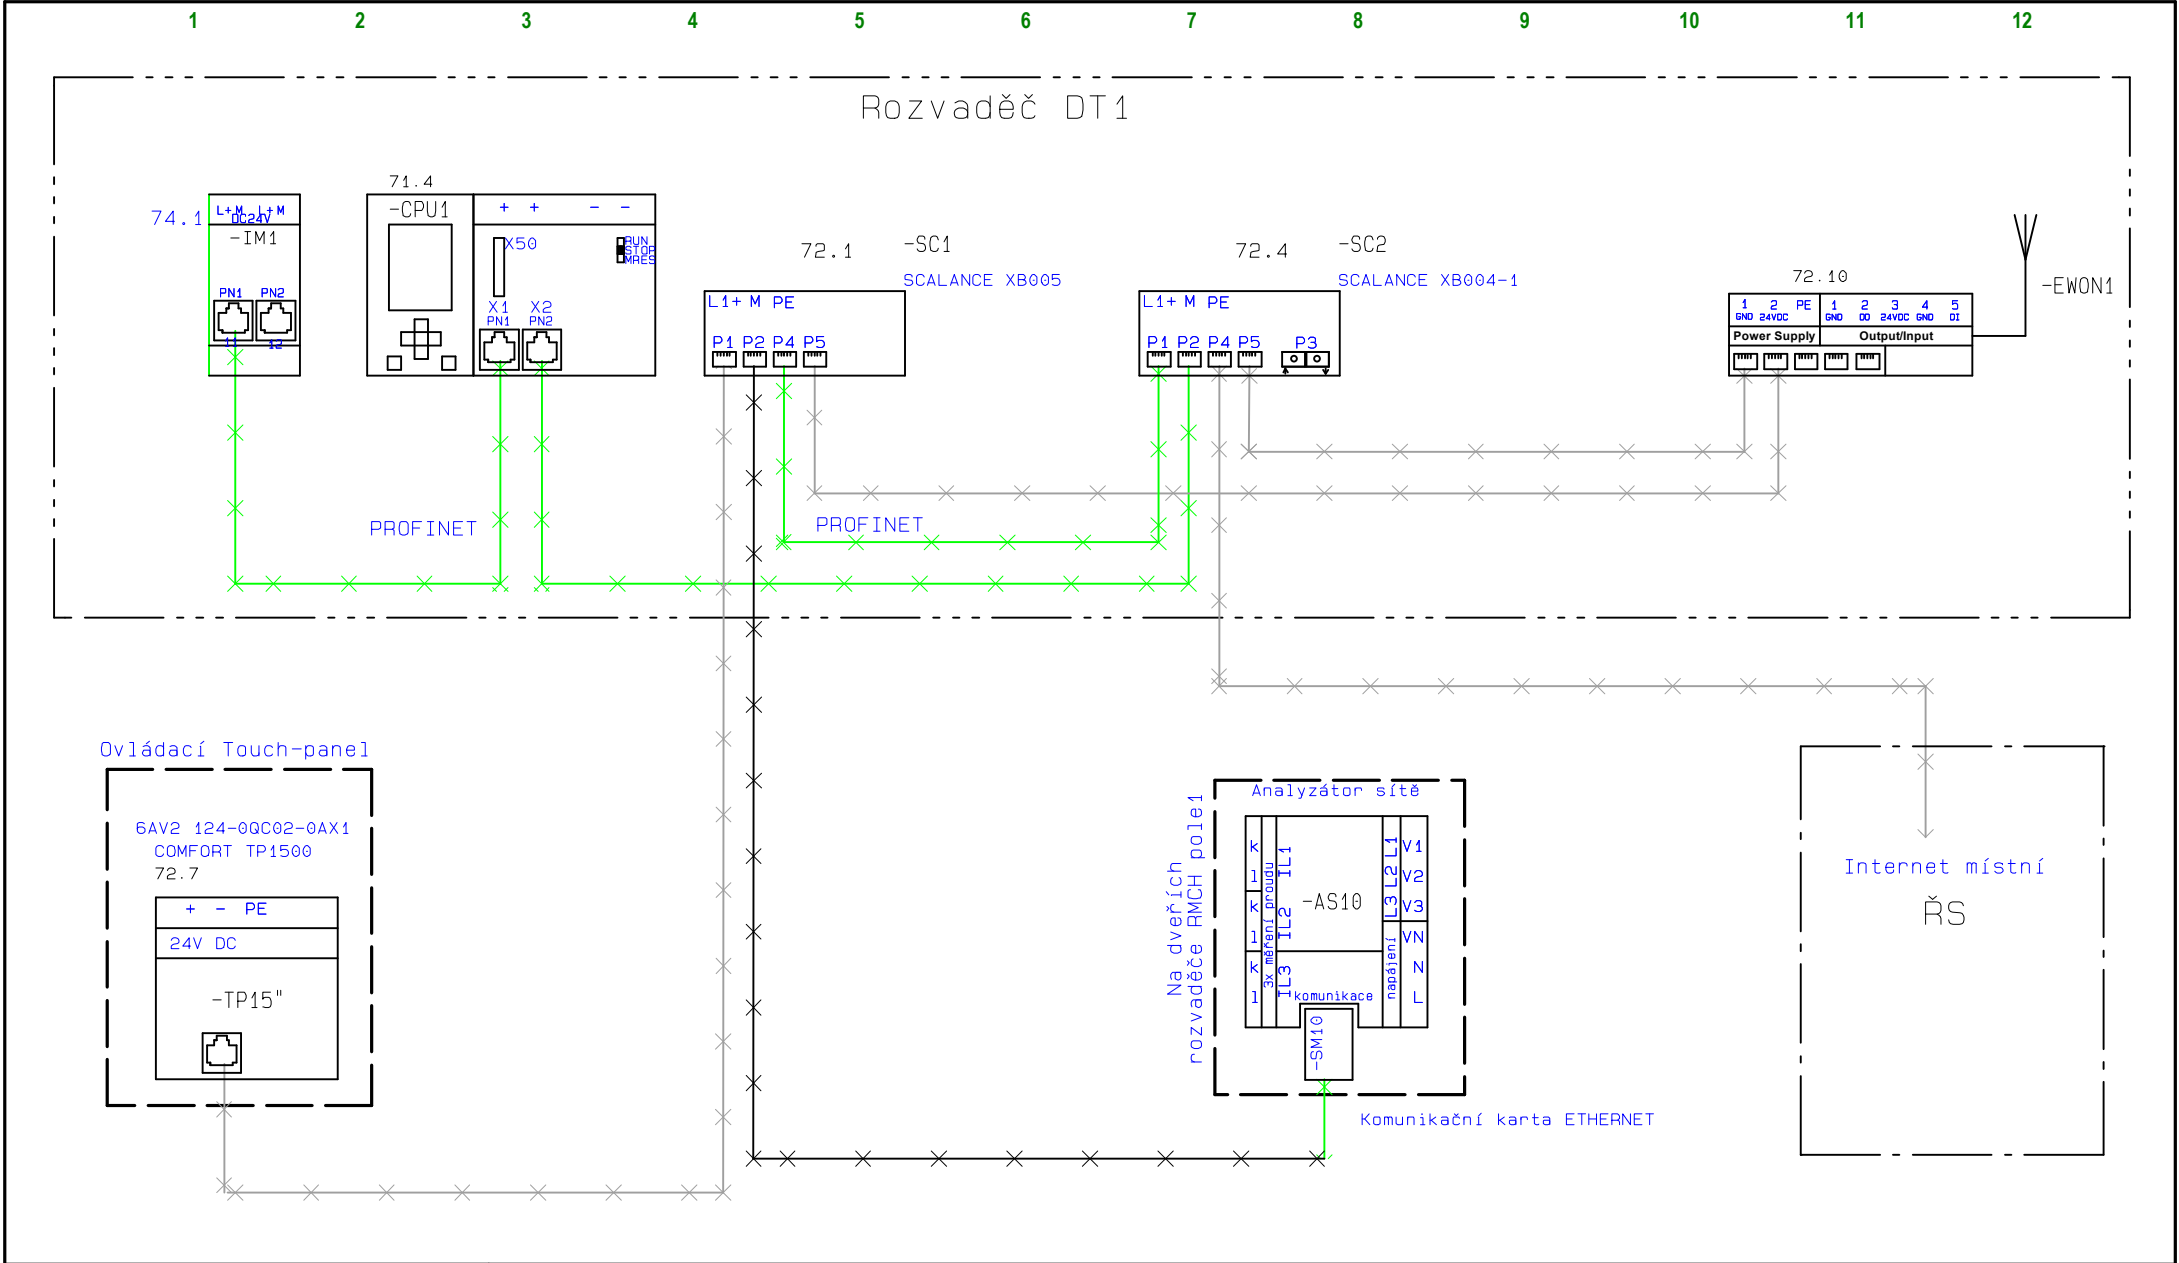 1 2 3 4 5 6 7 8 9 10 11 12
Rozvaděč DT1
74.1
L+M L+M
DC24V
-IM1
PN1 PN2
11 12
71.4
-CPU1
+ + - -
X50
RUN
STOP
MRES
X1 X2
PN1 PN2
72.1
-SC1
SCALANCE XB005
L1+ M PE
P1 P2 P4 P5
72.4
-SC2
SCALANCE XB004-1
L1+ M PE
P1 P2 P4 P5 P3
72.10
-EWON1
1 2 PE 1 2 3 4 5
GND 24VDC GND DO 24VDC GND DI
Power Supply Output/Input
PROFINET
PROFINET
Ovládací Touch-panel
6AV2 124-0QC02-0AX1
COMFORT TP1500
72.7
+ - PE
24V DC
-TP15"
Na dveřích
rozvaděče RMCH pole1
Analyzátor sítě
k
l
k
l
k
l
3x měření proudu
IL1
IL2
IL3
-AS10
komunikace
L3 L2 L1
napájení
V1
V2
V3
VN
N
L
-SM10
Komunikační karta ETHERNET
Internet místní
ŘS